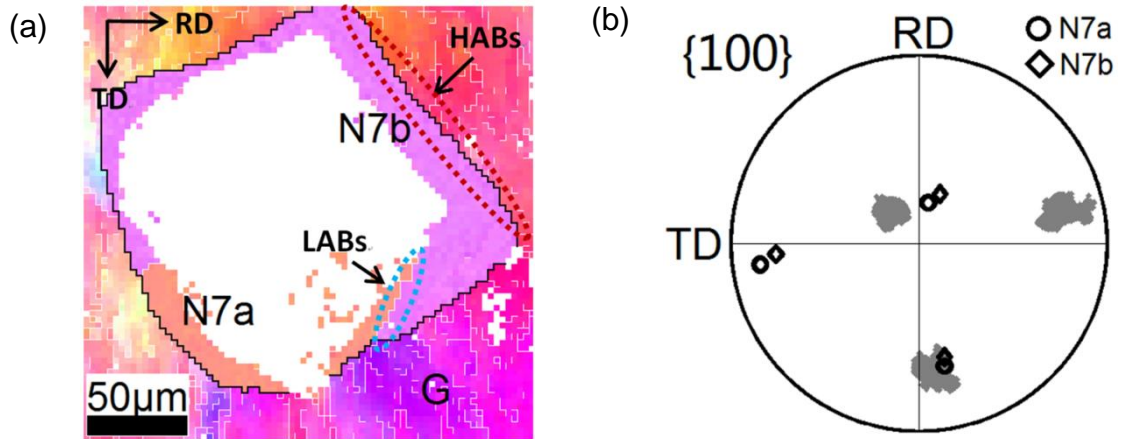 (a)
RD
TD
HABs
N7b
LABs
N7a
50μm
G
(b)
RD
N7a
N7b
{100}
TD